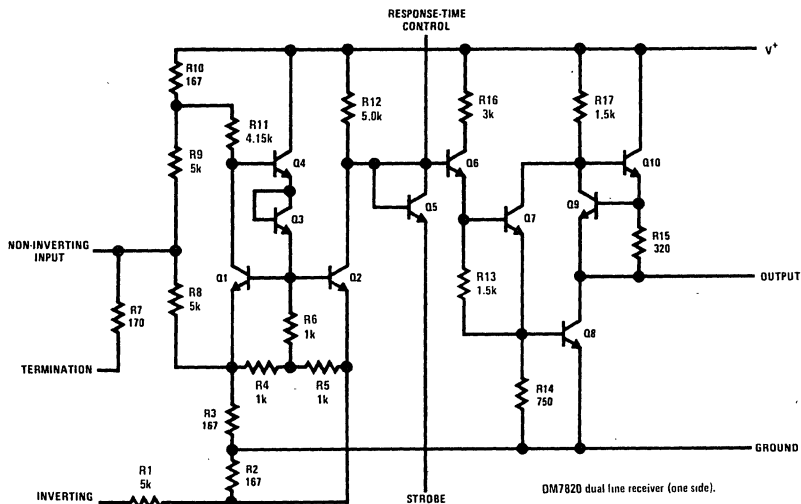 RESPONSE-TIME
CONTROL
V+
R10
167
R11
4.15k
R12
5.0k
R16
3k
R17
1.5k
R9
5k
Q4
Q3
Q6
Q10
Q5
Q7
Q9
R15
320
NON-INVERTING
INPUT
OUTPUT
R7
170
R8
5k
Q1
Q2
R6
1k
R13
1.5k
Q8
TERMINATION
R4
1k
R5
1k
R14
750
R3
167
GROUND
R1
5k
R2
167
INVERTING
STROBE
DM7820 dual line receiver (one side).